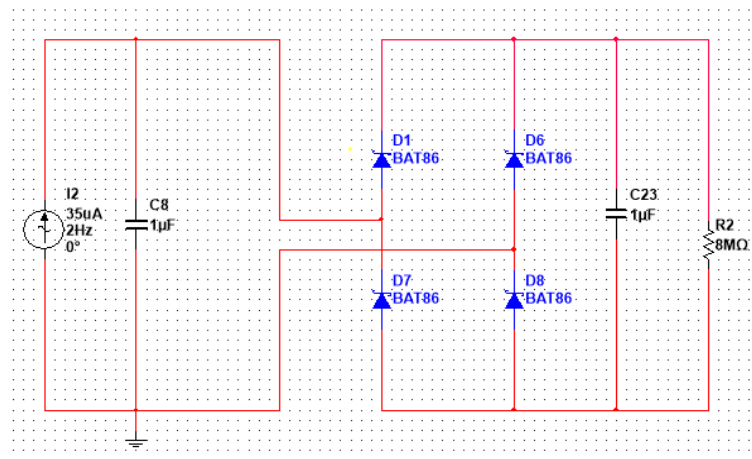 D1
BAT86
D6
BAT86
I2
35uA
2Hz
0°
C8
1µF
C23
1µF
R2
8MΩ
D7
BAT86
D8
BAT86